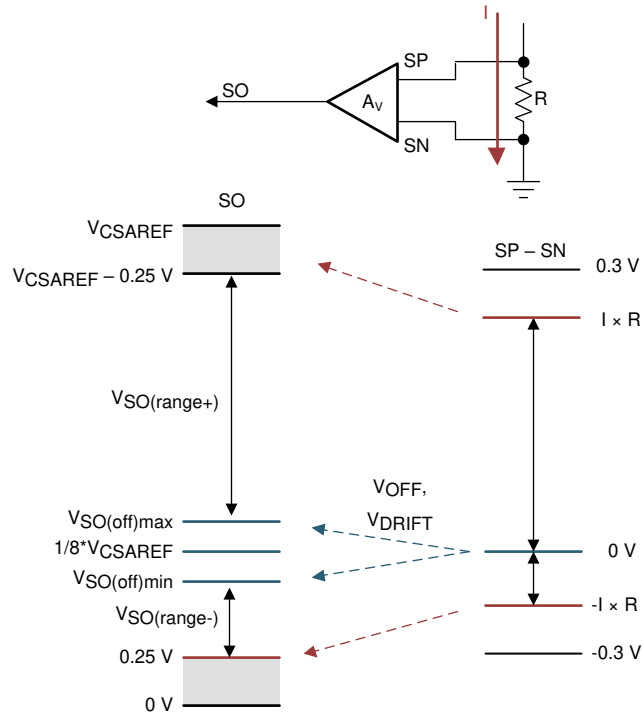 I
SP
SO
AV
R
SN
SO
VCSAREF
SP – SN
0.3 V
VCSAREF – 0.25 V
I × R
VSO(range+)
VOFF,
VDRIFT
VSO(off)max
1/8*VCSAREF
0 V
VSO(off)min
-I × R
VSO(range-)
0.25 V
-0.3 V
0 V